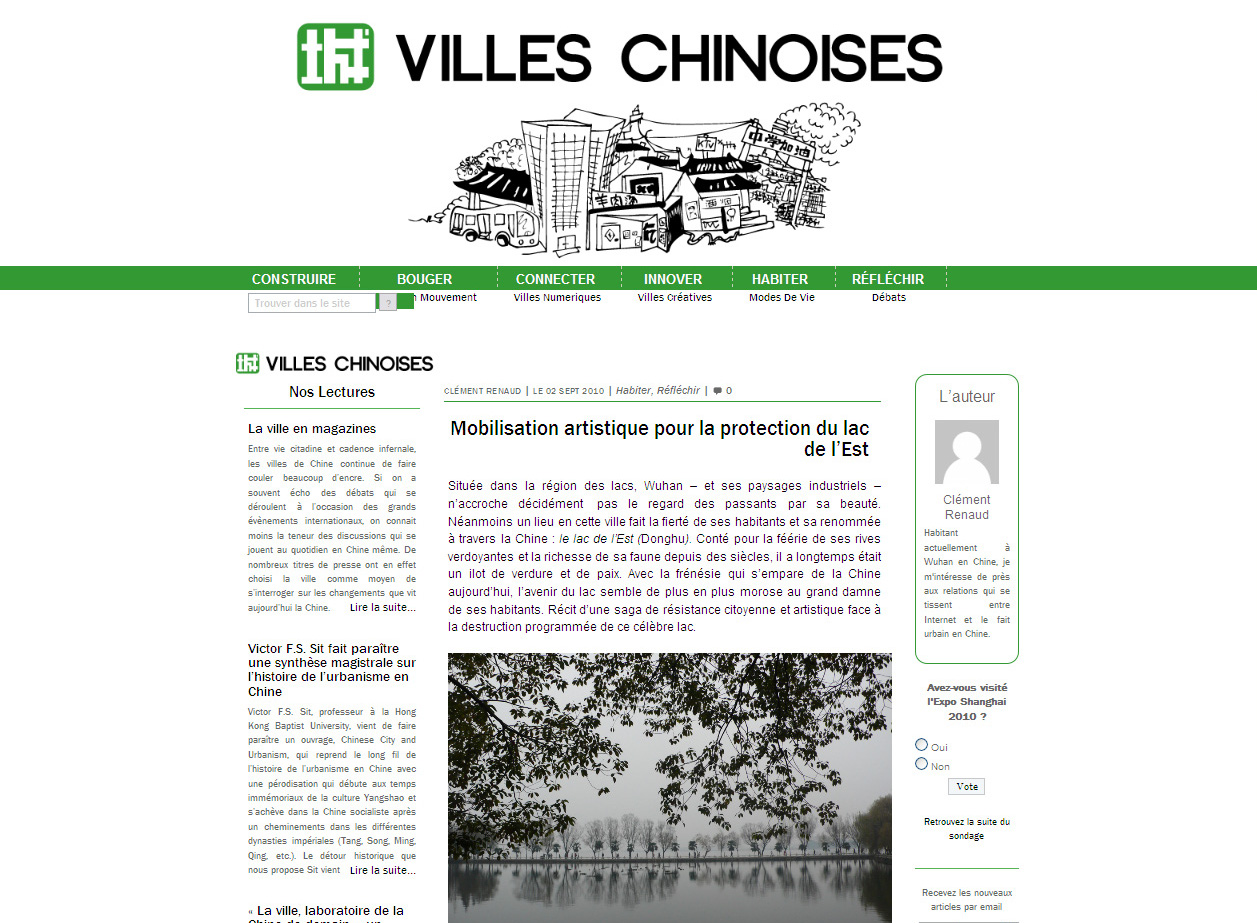 VILLES CHINOISES
KTV
中学加油
羊肉汤
CONSTRUIRE BOUGER CONNECTER INNOVER HABITER RÉFLÉCHIR
Trouver dans le site ? Mouvement Villes Numeriques Villes Créatives Modes De Vie Débats
VILLES CHINOISES
Nos Lectures
La ville en magazines
Entre vie citadine et cadence infernale,
les villes de Chine continue de faire
couler beaucoup d'encre. Si on a
souvent écho des débats qui se
déroulent à l'occasion des grands
évènements internationaux, on connait
moins la teneur des discussions qui se
jouent au quotidien en Chine même. De
nombreux titres de presse ont en effet
choisi la ville comme moyen de
s'interroger sur les changements que vit
aujourd'hui la Chine. Lire la suite...
Victor F.S. Sit fait paraître
une synthèse magistrale sur
l'histoire de l'urbanisme en
Chine
Victor F.S. Sit, professeur à la Hong
Kong Baptist University, vient de faire
paraître un ouvrage, Chinese City and
Urbanism, qui reprend le long fil de
l'histoire de l'urbanisme en Chine avec
une pérodisation qui débute aux temps
immémoriaux de la culture Yangshao et
s'achève dans la Chine socialiste après
un cheminements dans les différentes
dynasties impériales (Tang, Song, Ming,
Qing, etc.). Le détour historique que
nous propose Sit vient Lire la suite...
« La ville, laboratoire de la
CLÉMENT RENAUD | LE 02 SEPT 2010 | Habiter, Réfléchir | 0
Mobilisation artistique pour la protection du lac
de l'Est
Située dans la région des lacs, Wuhan – et ses paysages industriels –
n'accroche décidément pas le regard des passants par sa beauté.
Néanmoins un lieu en cette ville fait la fierté de ses habitants et sa renommée
à travers la Chine : le lac de l'Est (Donghu). Conté pour la féérie de ses rives
verdoyantes et la richesse de sa faune depuis des siècles, il a longtemps était
un ilot de verdure et de paix. Avec la frénésie qui s'empare de la Chine
aujourd'hui, l'avenir du lac semble de plus en plus morose au grand damne
de ses habitants. Récit d'une saga de résistance citoyenne et artistique face à
la destruction programmée de ce célèbre lac.
L'auteur
Clément
Renaud
Habitant
actuellement à
Wuhan en Chine, je
m'intéresse de près
aux relations qui se
tissent entre
Internet et le fait
urbain en Chine.
Avez-vous visité
l'Expo Shanghai
2010 ?
Oui
Non
Vote
Retrouvez la suite du
sondage
Recevez les nouveaux
articles par email